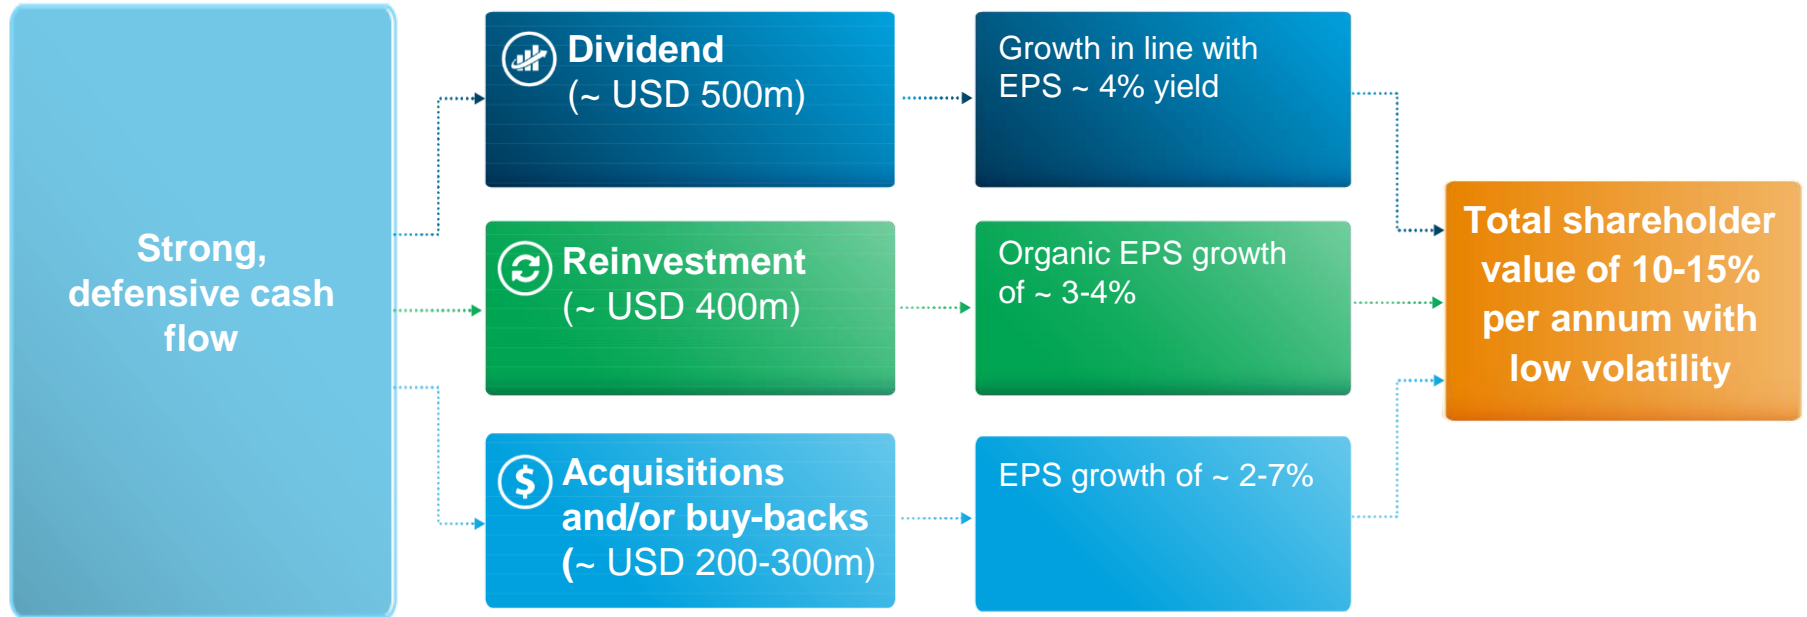 Strong,
defensive cash
flow
Dividend
(~ USD 500m)
Growth in line with
EPS ~ 4% yield
Reinvestment
(~ USD 400m)
Organic EPS growth
of ~ 3-4%
$
Acquisitions
and/or buy-backs
(~ USD 200-300m)
EPS growth of ~ 2-7%
Total shareholder
value of 10-15%
per annum with
low volatility